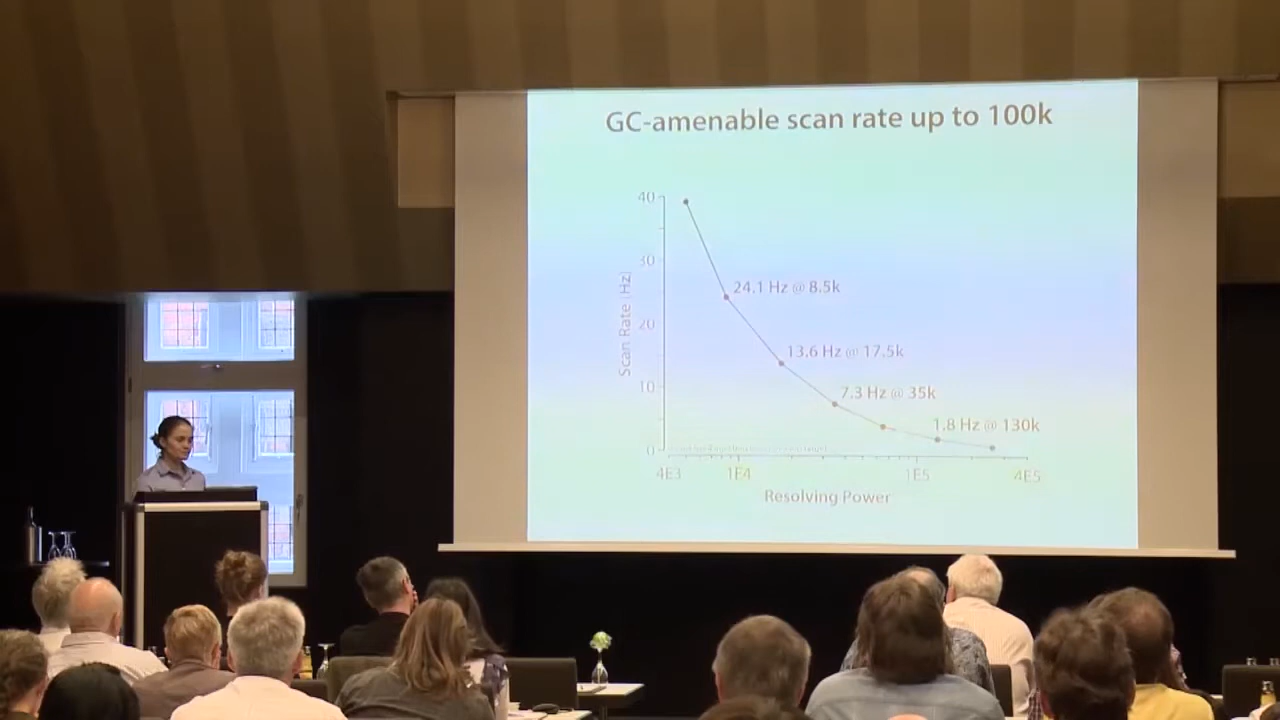 GC-amenable scan rate up to 100k
40
30
20
10
0
Scan Rate (Hz)
24.1 Hz @ 8.5k
13.6 Hz @ 17.5k
7.3 Hz @ 35k
1.8 Hz @ 130k
4E3 1E4 1E5 4E5
Resolving Power